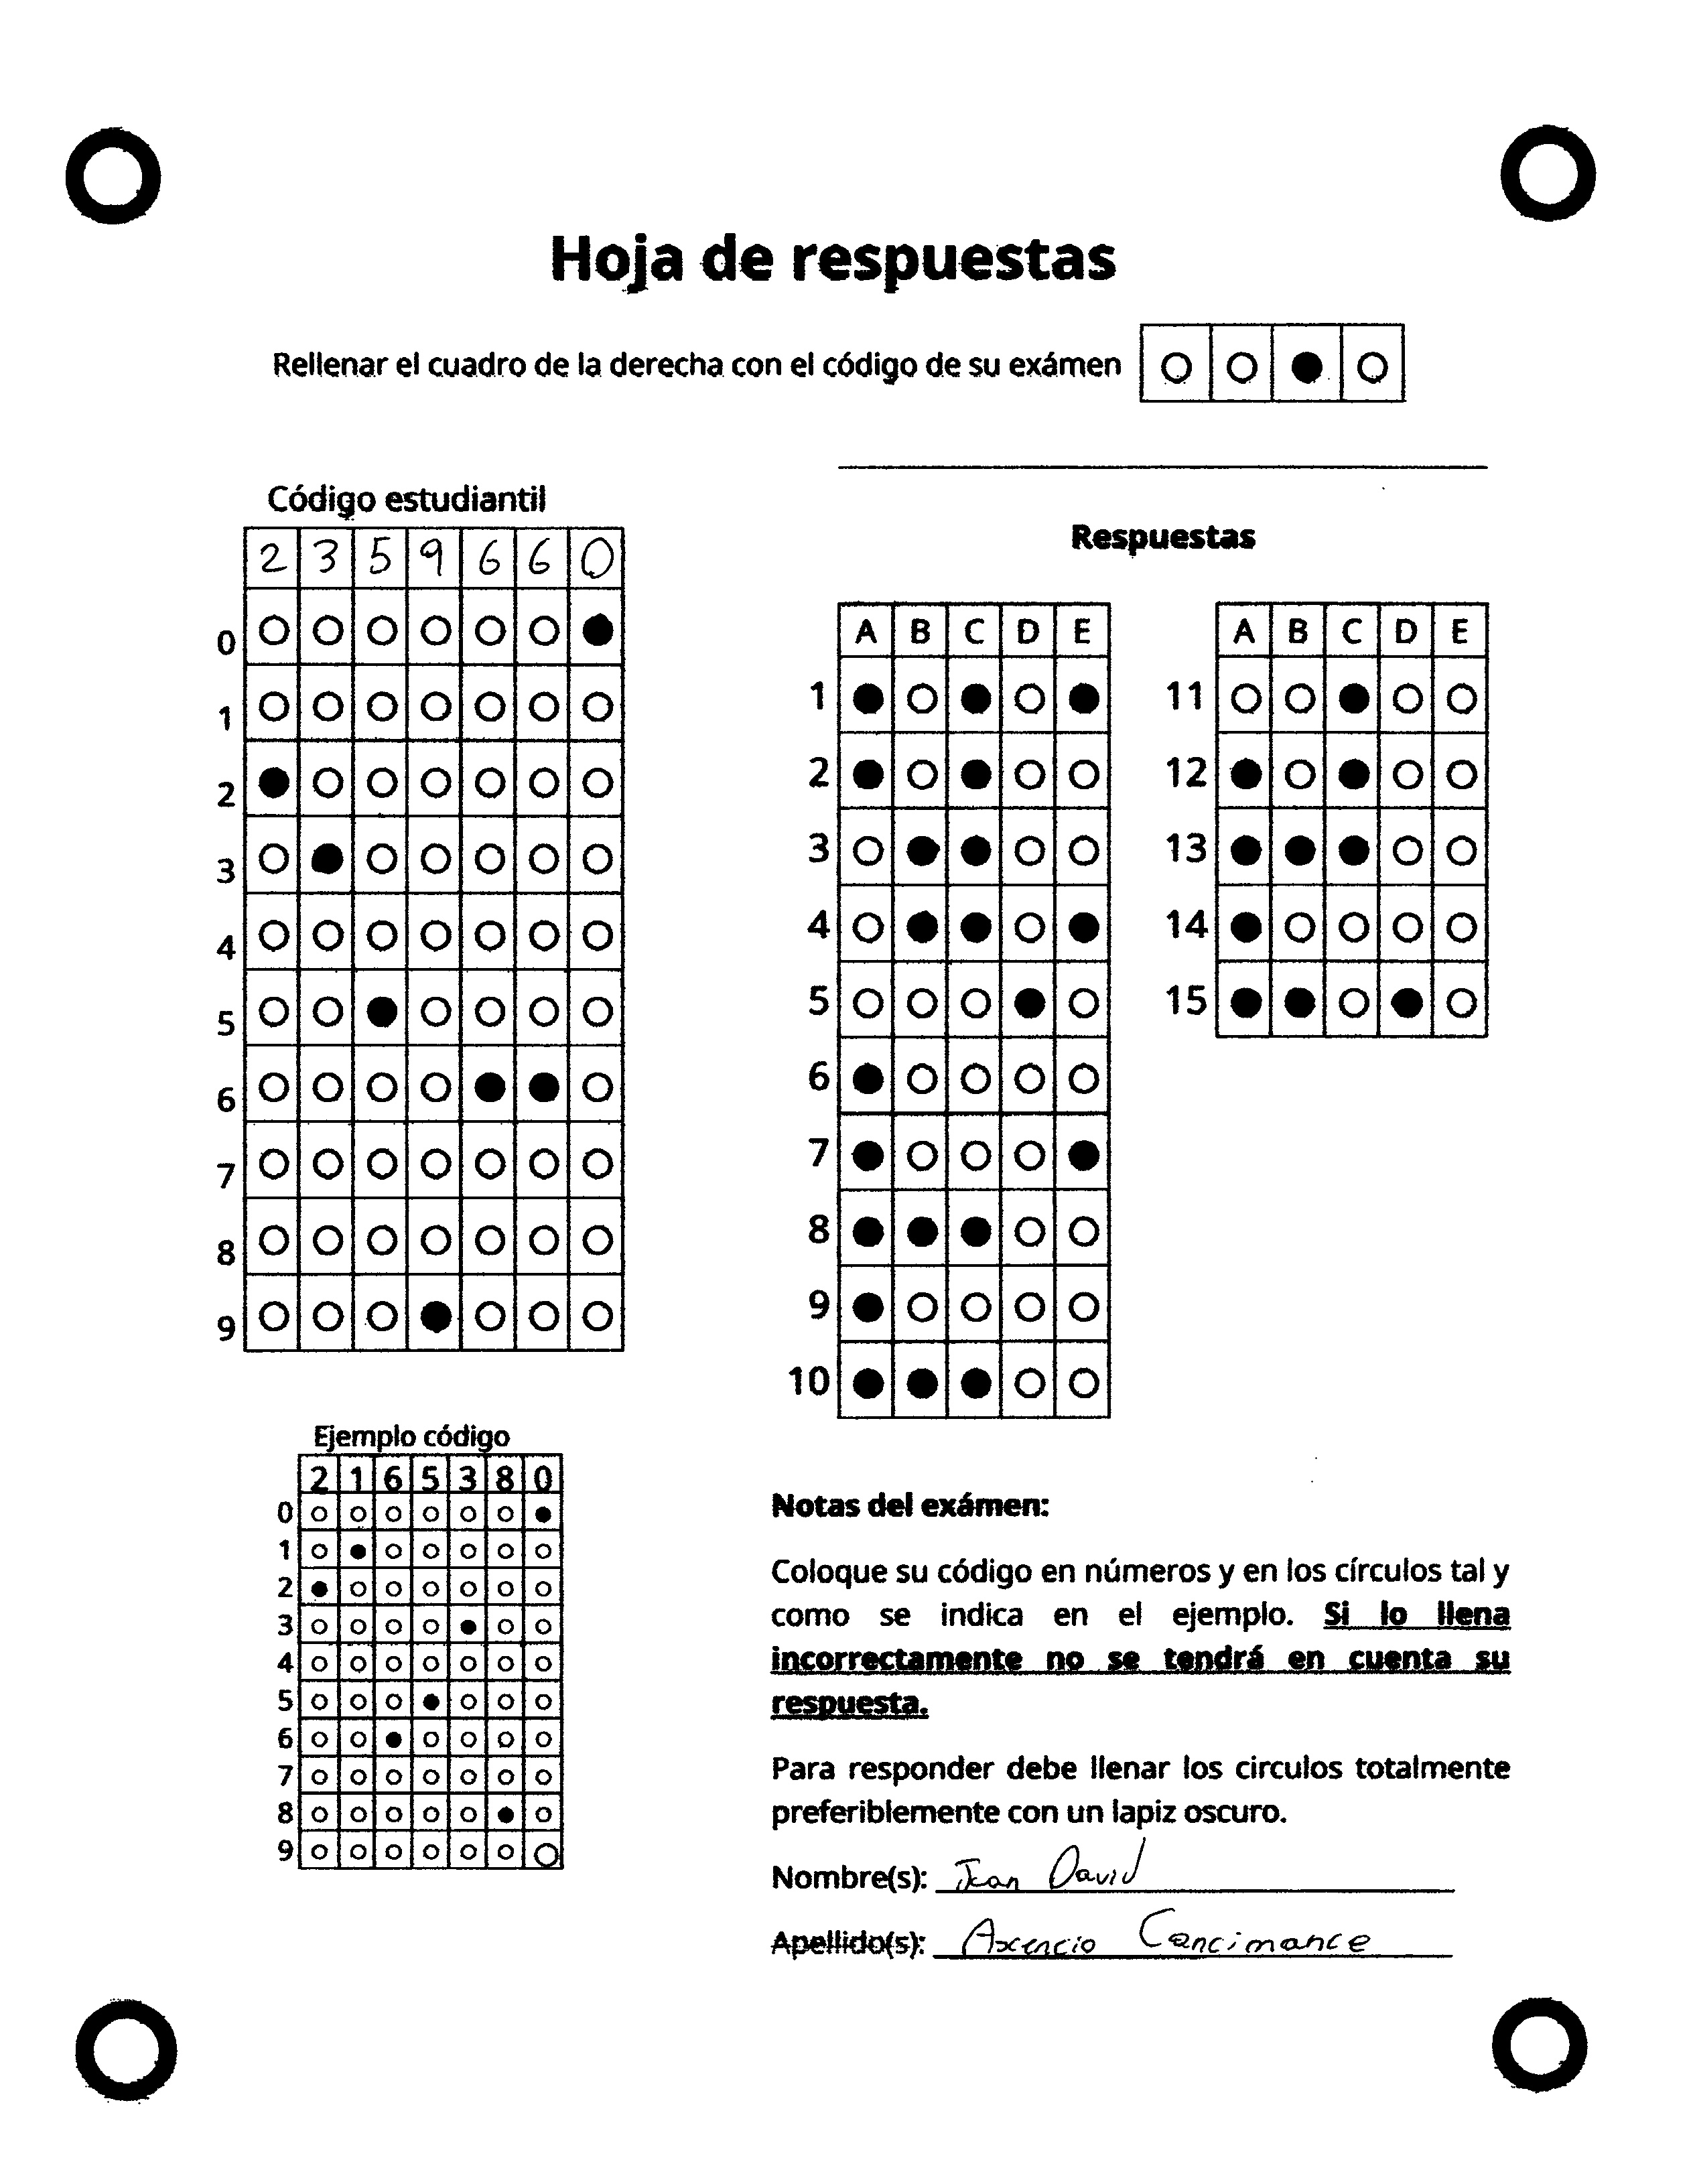 Hoja de respuestas
Rellenar el cuadro de la derecha con el código de su exámen
Código estudiantil
2 3 5 9 6 6 0
0
1
2
3
4
5
6
7
8
9
Respuestas
A B C D E
1
2
3
4
5
6
7
8
9
10
A B C D E
11
12
13
14
15
Ejemplo código
2 1 6 5 3 8 0
0
1
2
3
4
5
6
7
8
9
Notas del exámen:
Coloque su código en números y en los círculos tal y
como se indica en el ejemplo. Si lo llena
incorrectamente no se tendrá en cuenta su
respuesta.
Para responder debe llenar los circulos totalmente
preferiblemente con un lapiz oscuro.
Nombre(s): Juan David
Apellido(s): Axencio Cancimance